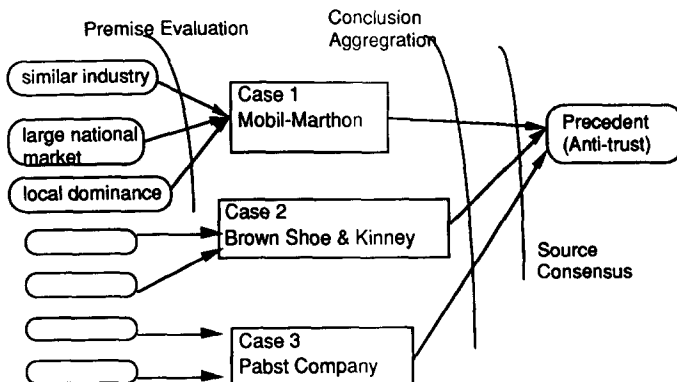 Premise Evaluation
Conclusion
Aggregration
similar industry
large national
market
local dominance
Case 1
Mobil-Marthon
Case 2
Brown Shoe & Kinney
Case 3
Pabst Company
Precedent
(Anti-trust)
Source
Consensus